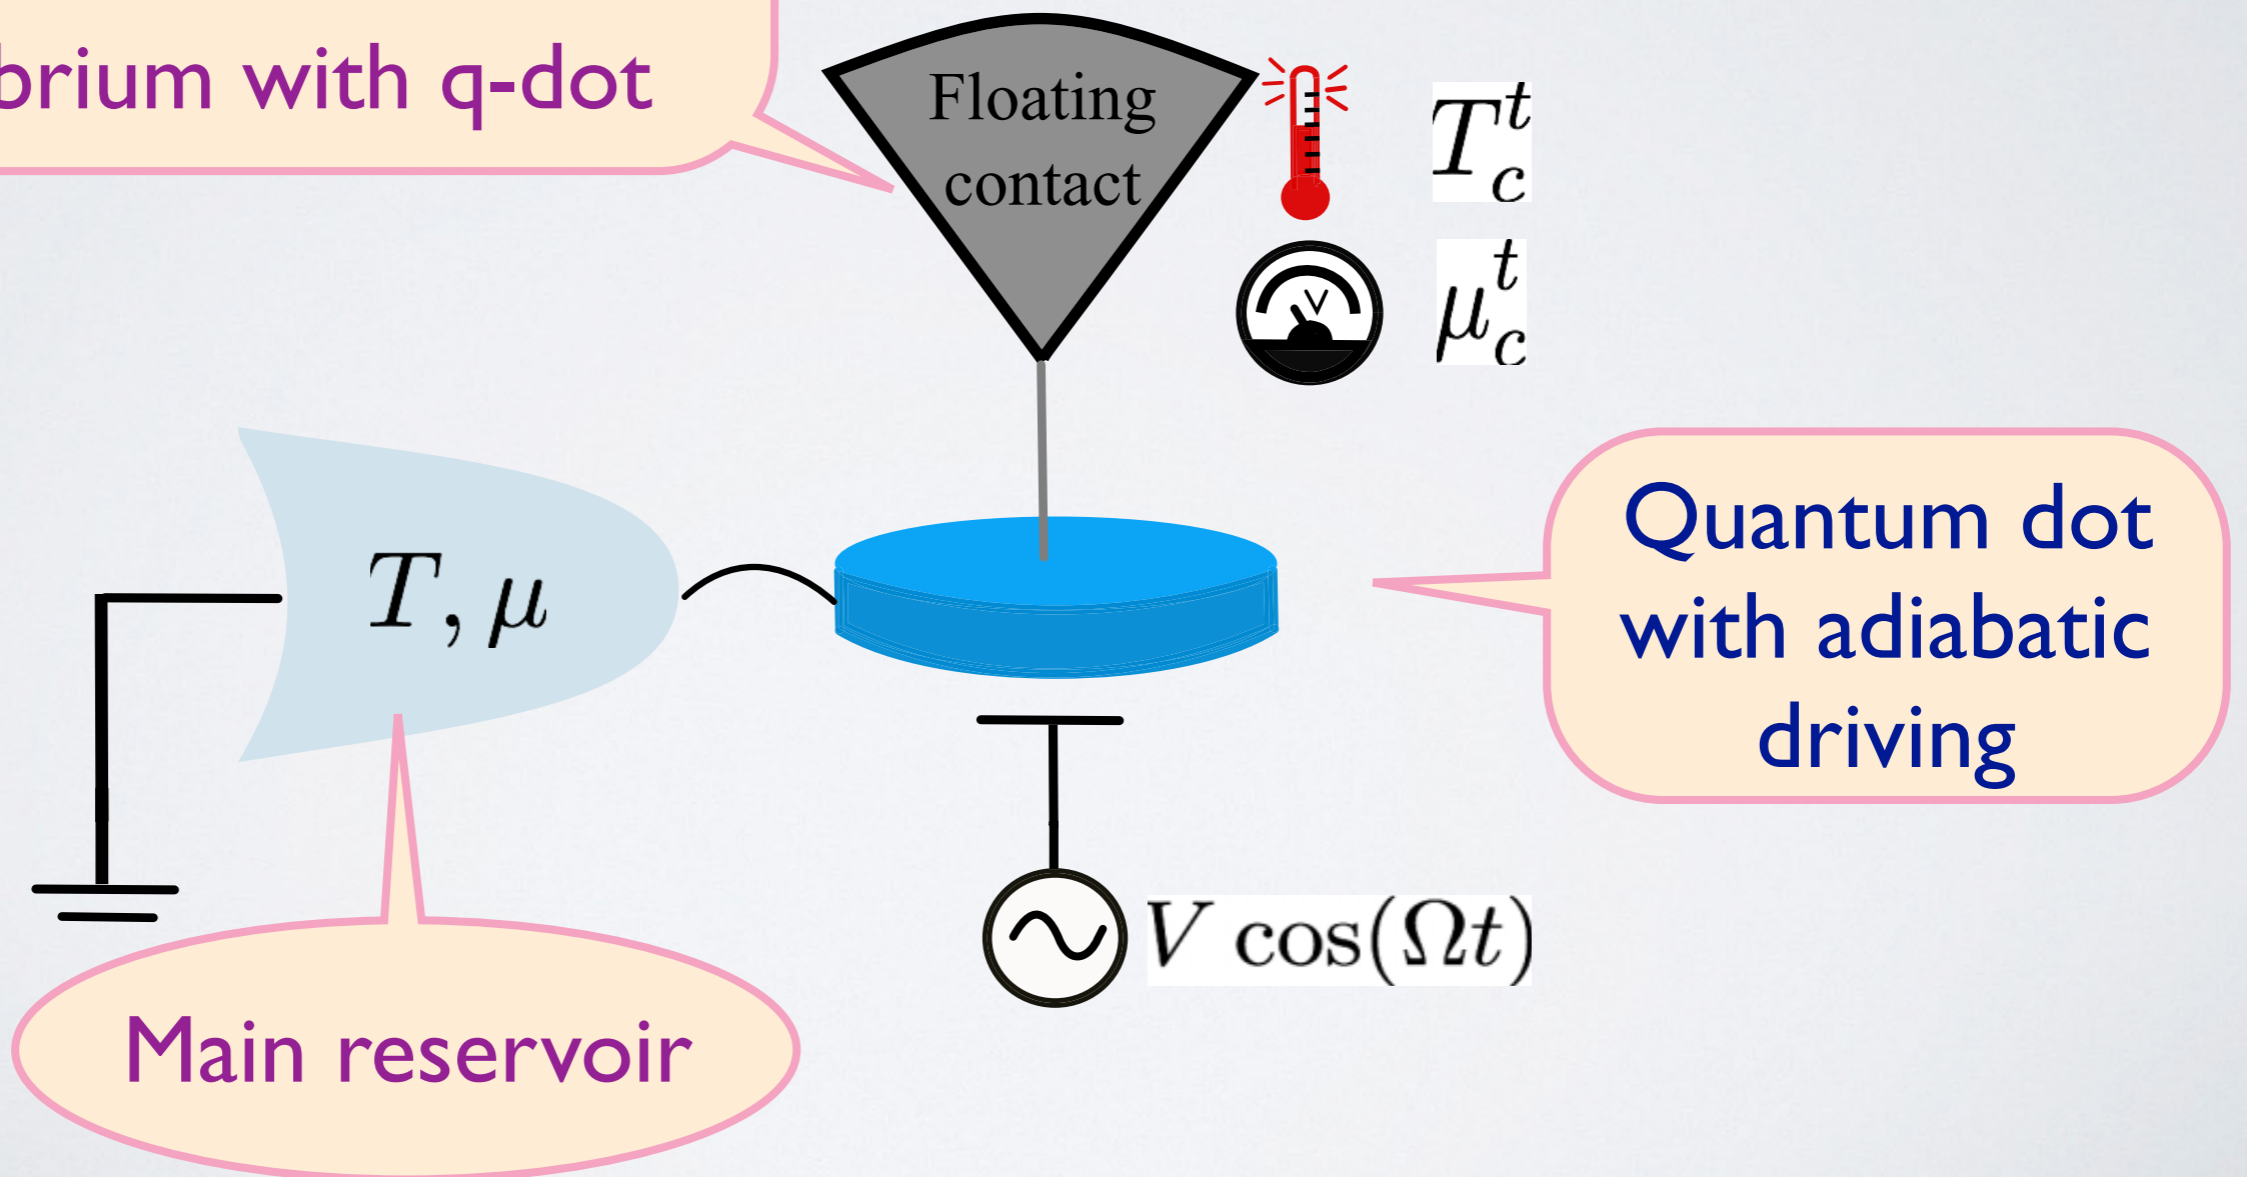 brium with q-dot
Floating
contact
T_c^t
V
μ_c^t
T, μ
Quantum dot
with adiabatic
driving
V cos(Ωt)
Main reservoir